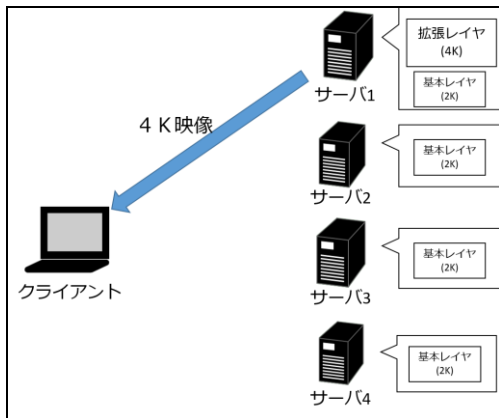 拡張レイヤ
(4K)
基本レイヤ
(2K)
サーバ1
４Ｋ映像
基本レイヤ
(2K)
サーバ2
クライアント
基本レイヤ
(2K)
サーバ3
基本レイヤ
(2K)
サーバ4